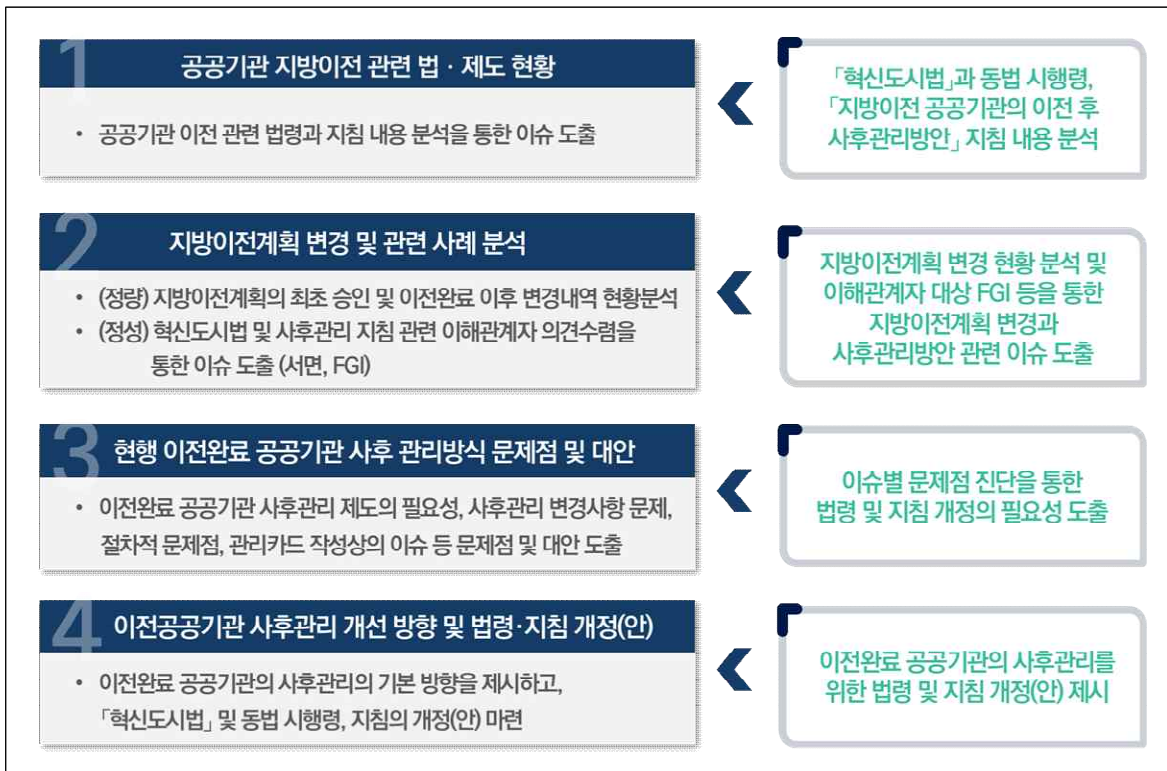 1
공공기관 지방이전 관련 법 · 제도 현황
• 공공기관 이전 관련 법령과 지침 내용 분석을 통한 이슈 도출
「혁신도시법」과 동법 시행령,
「지방이전 공공기관의 이전 후
사후관리방안」 지침 내용 분석
2
지방이전계획 변경 및 관련 사례 분석
• (정량) 지방이전계획의 최초 승인 및 이전완료 이후 변경내역 현황분석
• (정성) 혁신도시법 및 사후관리 지침 관련 이해관계자 의견수렴을
통한 이슈 도출 (서면, FGI)
지방이전계획 변경 현황 분석 및
이해관계자 대상 FGI 등을 통한
지방이전계획 변경과
사후관리방안 관련 이슈 도출
3
현행 이전완료 공공기관 사후 관리방식 문제점 및 대안
• 이전완료 공공기관 사후관리 제도의 필요성, 사후관리 변경사항 문제,
절차적 문제점, 관리카드 작성상의 이슈 등 문제점 및 대안 도출
이슈별 문제점 진단을 통한
법령 및 지침 개정의 필요성 도출
4
이전공공기관 사후관리 개선 방향 및 법령·지침 개정(안)
• 이전완료 공공기관의 사후관리의 기본 방향을 제시하고,
「혁신도시법」 및 동법 시행령, 지침의 개정(안) 마련
이전완료 공공기관의 사후관리를
위한 법령 및 지침 개정(안) 제시